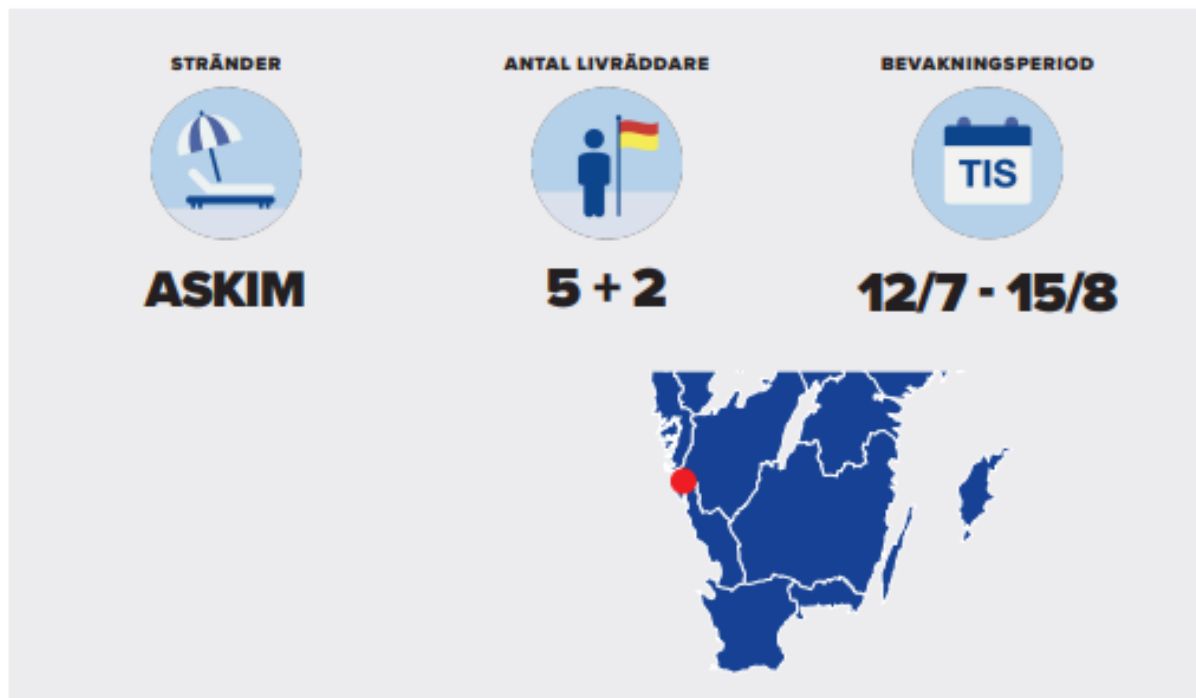 STRÄNDER
ANTAL LIVRÄDDARE
BEVAKNINGSPERIOD
TIS
ASKIM
5 + 2
12/7 - 15/8